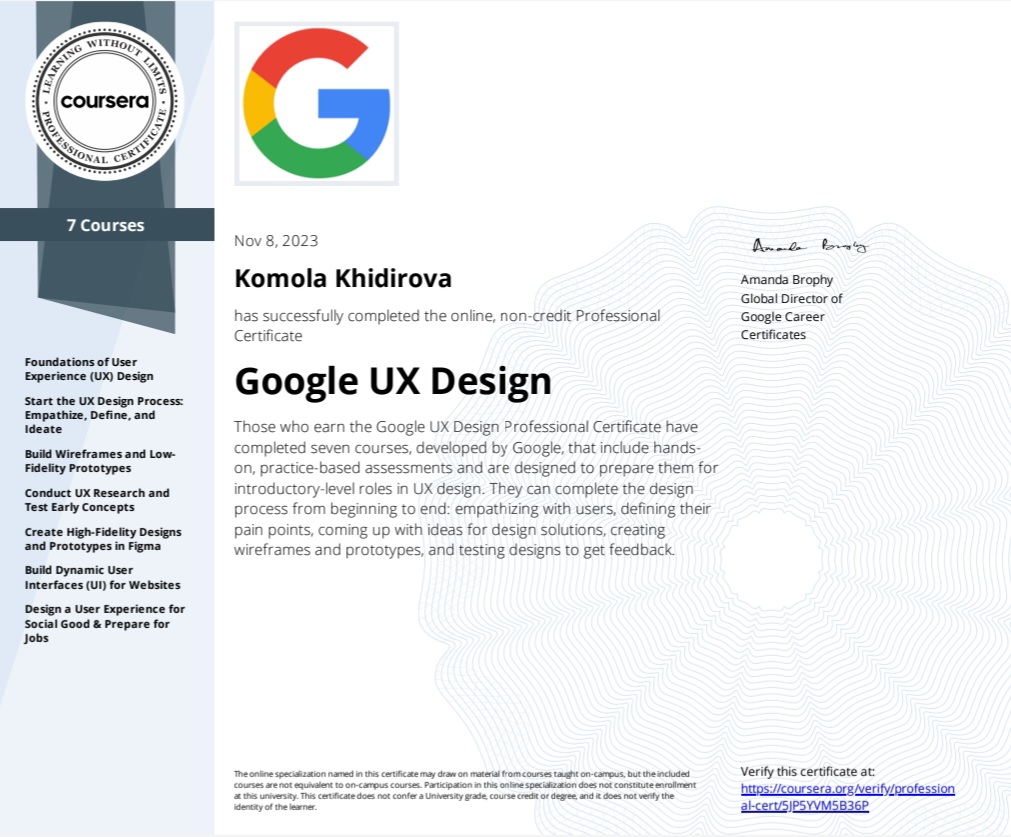 LEARNING WITHOUT LIMITS
coursera
PROFESSIONAL CERTIFICATE
7 Courses
Foundations of User
Experience (UX) Design
Start the UX Design Process:
Empathize, Define, and
Ideate
Build Wireframes and Low-
Fidelity Prototypes
Conduct UX Research and
Test Early Concepts
Create High-Fidelity Designs
and Prototypes in Figma
Build Dynamic User
Interfaces (UI) for Websites
Design a User Experience for
Social Good & Prepare for
Jobs
G
Nov 8, 2023
Komola Khidirova
has successfully completed the online, non-credit Professional
Certificate
Google UX Design
Those who earn the Google UX Design Professional Certificate have
completed seven courses, developed by Google, that include hands-
on, practice-based assessments and are designed to prepare them for
introductory-level roles in UX design. They can complete the design
process from beginning to end: empathizing with users, defining their
pain points, coming up with ideas for design solutions, creating
wireframes and prototypes, and testing designs to get feedback.
Amanda Brophy
Amanda Brophy
Global Director of
Google Career
Certificates
The online specialization named in this certificate may draw on material from courses taught on-campus, but the included
courses are not equivalent to on-campus courses. Participation in this online specialization does not constitute enrollment
at this university. This certificate does not confer a University grade, course credit or degree, and it does not verify the
identity of the learner.
Verify this certificate at:
https://coursera.org/verify/profession
al-cert/5JP5YVM5B36P